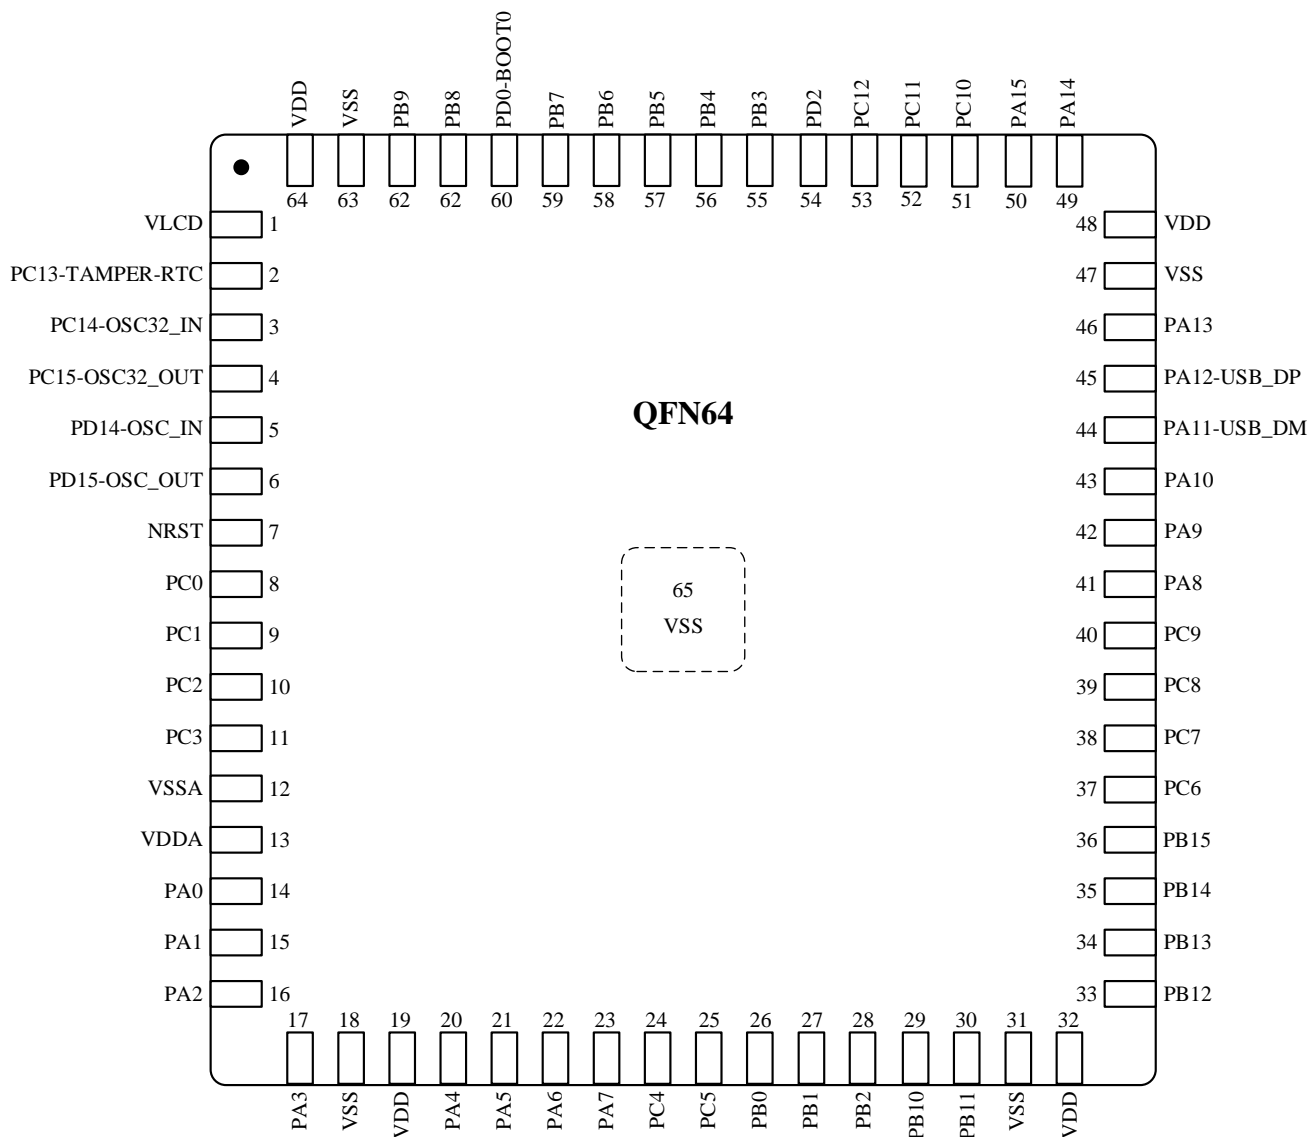 VDD
VSS
PB9
PB8
PD0-BOOT0
PB7
PB6
PB5
PB4
PB3
PD2
PC12
PC11
PC10
PA15
PA14
64
63
62
62
60
59
58
57
56
55
54
53
52
51
50
49
VLCD 1
48 VDD
PC13-TAMPER-RTC 2
47 VSS
PC14-OSC32_IN 3
46 PA13
PC15-OSC32_OUT 4
45 PA12-USB_DP
QFN64
PD14-OSC_IN 5
44 PA11-USB_DM
PD15-OSC_OUT 6
43 PA10
NRST 7
42 PA9
PC0 8
41 PA8
65
VSS
PC1 9
40 PC9
PC2 10
39 PC8
PC3 11
38 PC7
VSSA 12
37 PC6
VDDA 13
36 PB15
PA0 14
35 PB14
PA1 15
34 PB13
PA2 16
33 PB12
17
18
19
20
21
22
23
24
25
26
27
28
29
30
31
32
PA3
VSS
VDD
PA4
PA5
PA6
PA7
PC4
PC5
PB0
PB1
PB2
PB10
PB11
VSS
VDD